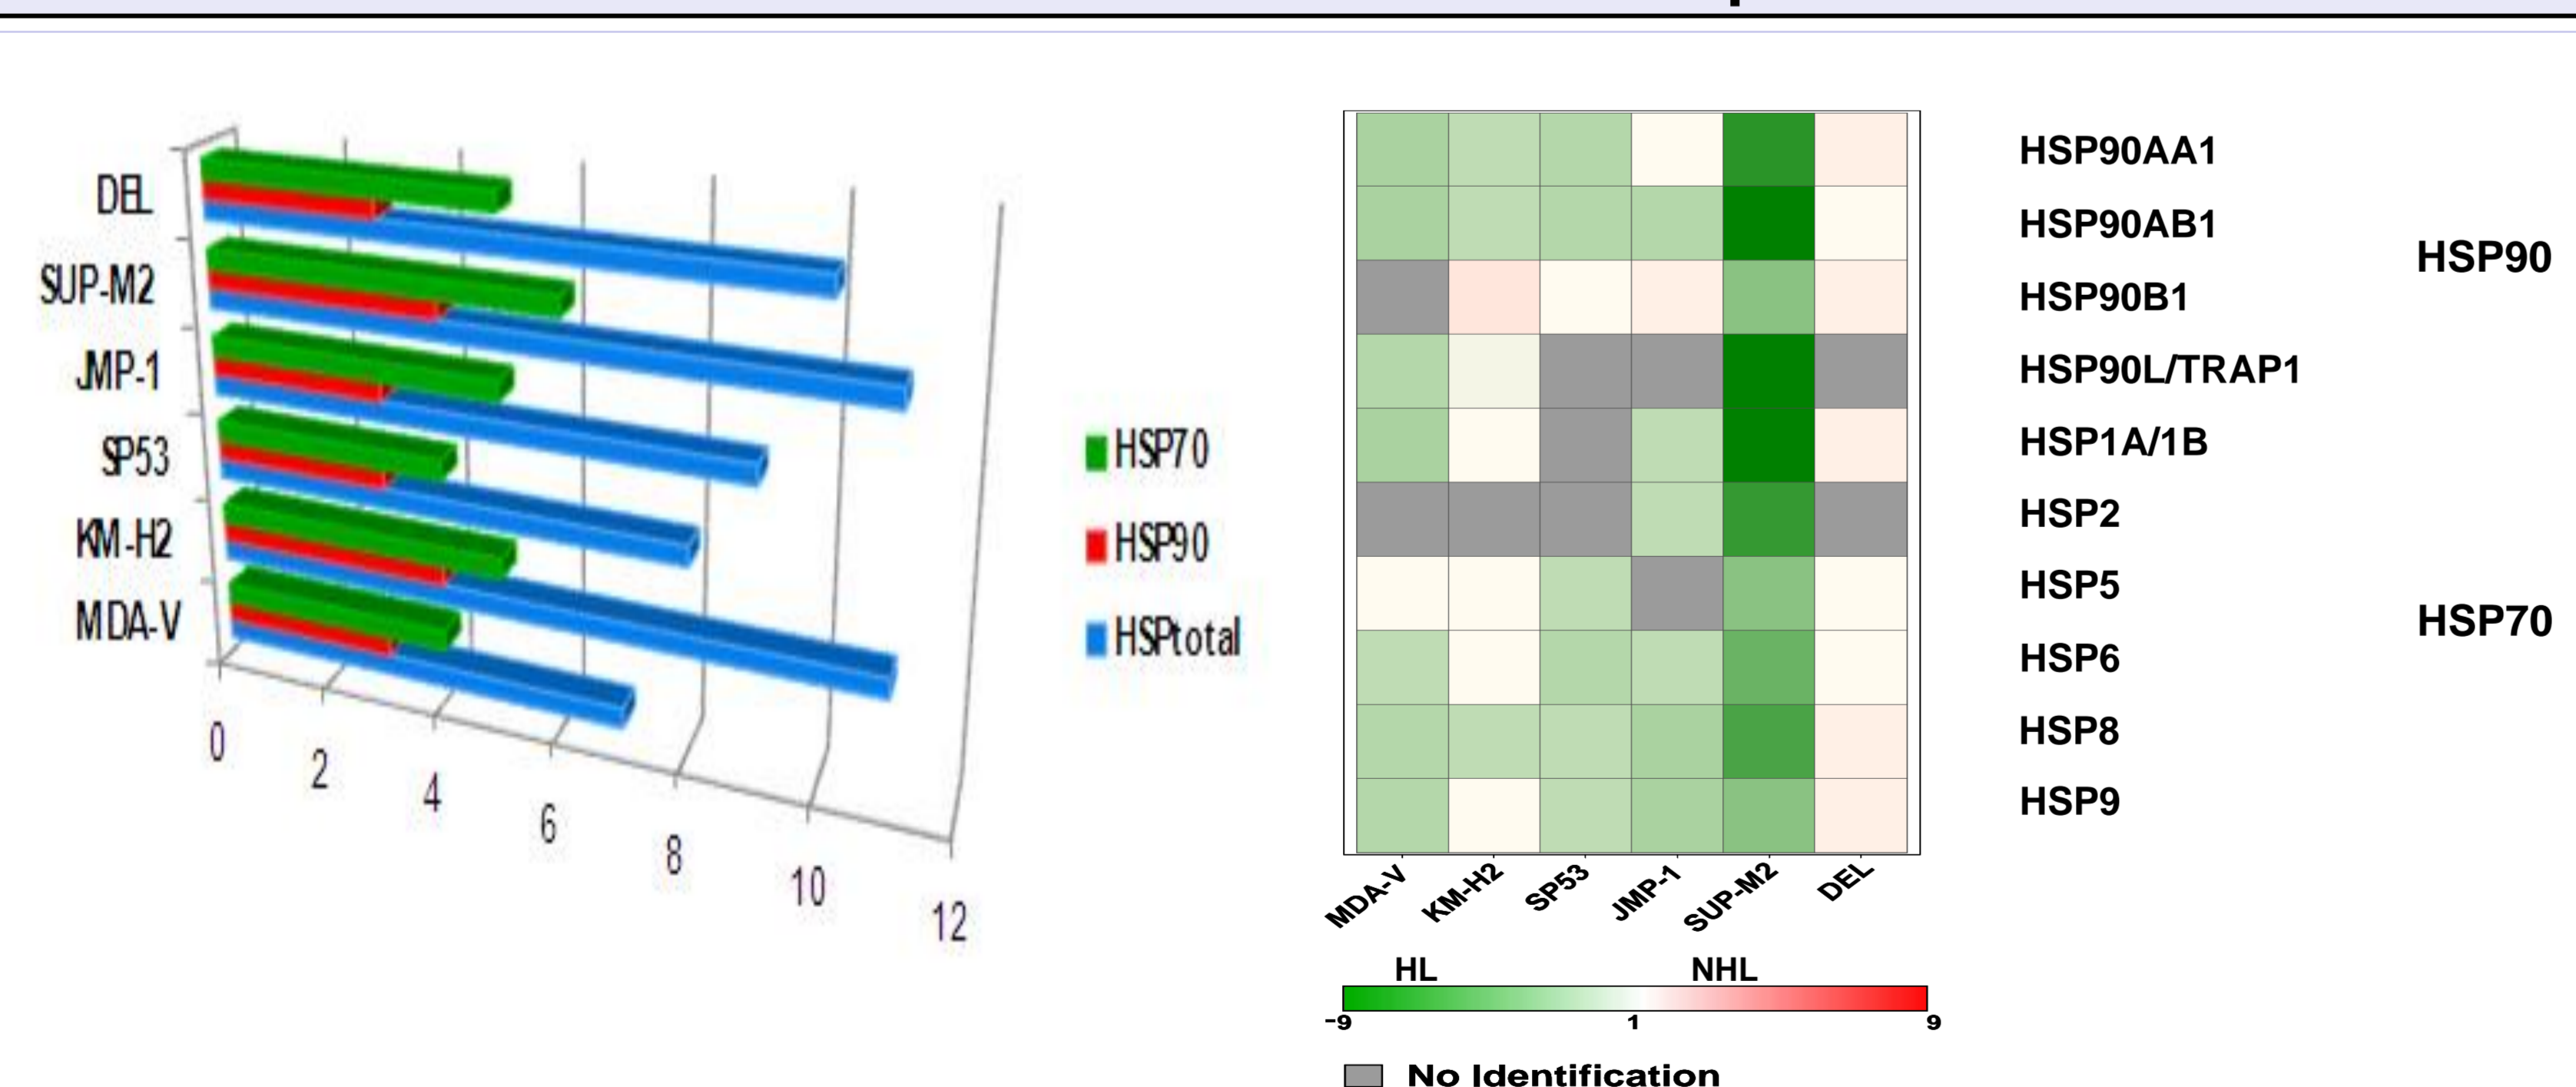 DEL
SUP-M2
JMP-1
SP53
KM-H2
MDA-V
0
2
4
6
8
10
12
HSP70
HSP90
HSPtotal
HSP90AA1
HSP90AB1
HSP90B1
HSP90L/TRAP1
HSP1A/1B
HSP2
HSP5
HSP6
HSP8
HSP9
HSP90
HSP70
MDA-V
KM-H2
SP53
JMP-1
SUP-M2
DEL
HL NHL
-9 1 9
No Identification